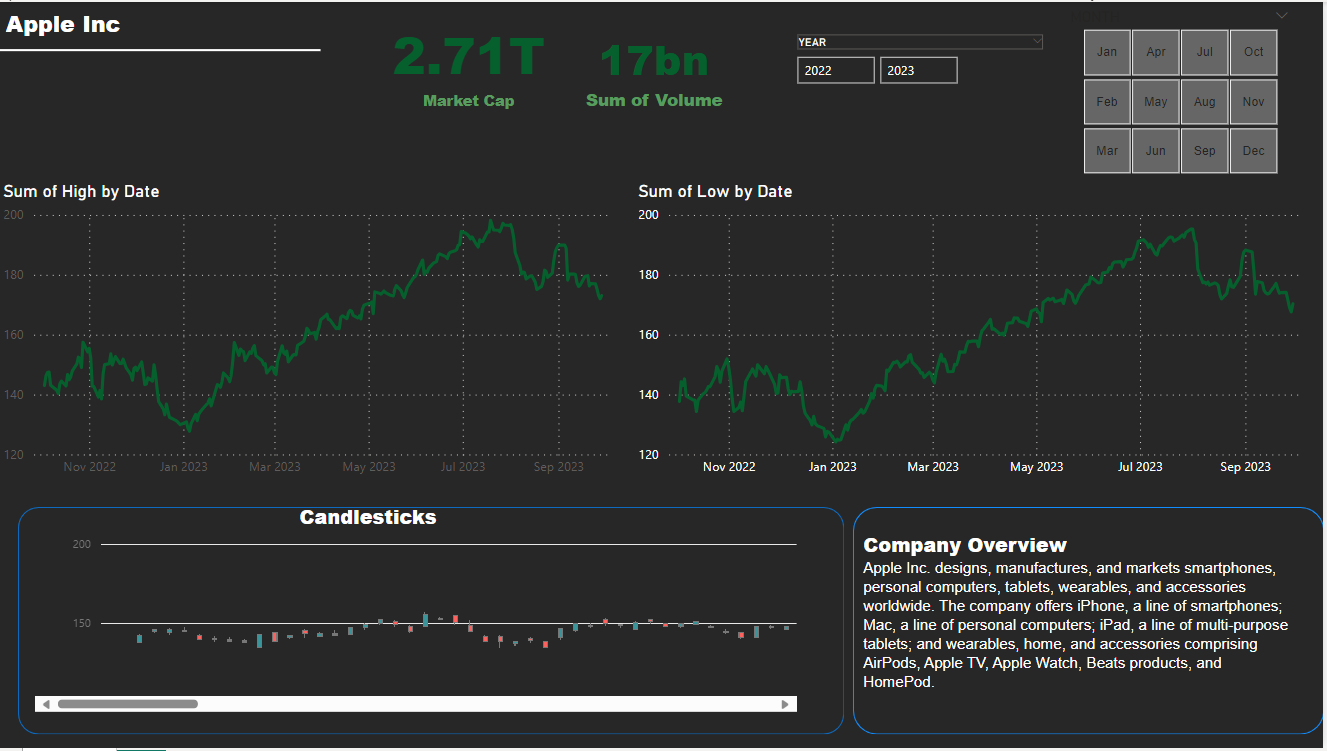 Apple Inc
2.71T
Market Cap
17bn
Sum of Volume
YEAR
2022 2023
Jan Apr Jul Oct
Feb May Aug Nov
Mar Jun Sep Dec
Sum of High by Date
200
180
160
140
120
Nov 2022 Jan 2023 Mar 2023 May 2023 Jul 2023 Sep 2023
Sum of Low by Date
200
180
160
140
120
Nov 2022 Jan 2023 Mar 2023 May 2023 Jul 2023 Sep 2023
Candlesticks
200
150
Company Overview
Apple Inc. designs, manufactures, and markets smartphones,
personal computers, tablets, wearables, and accessories
worldwide. The company offers iPhone, a line of smartphones;
Mac, a line of personal computers; iPad, a line of multi-purpose
tablets; and wearables, home, and accessories comprising
AirPods, Apple TV, Apple Watch, Beats products, and
HomePod.